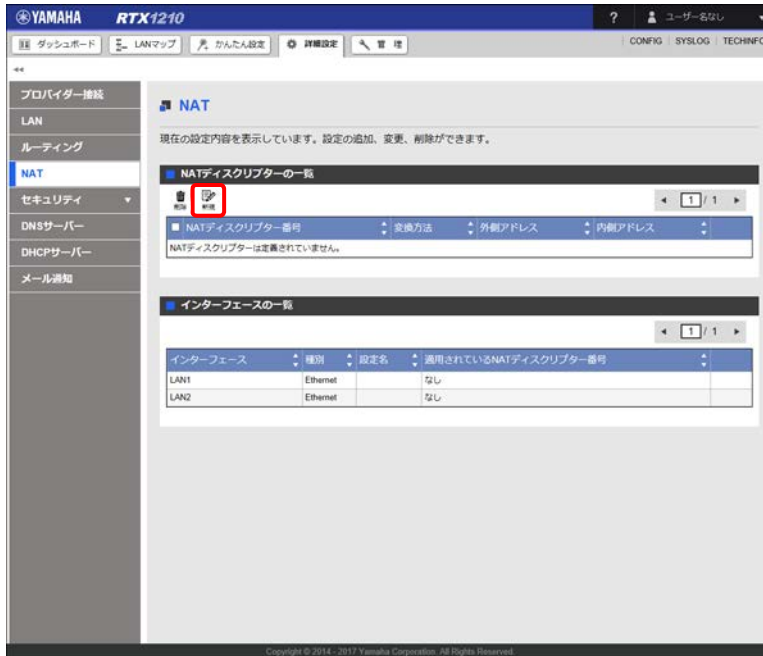 YAMAHA RTX1210 ? ユーザー名なし
ダッシュボード LANマップ かんたん設定 詳細設定 管理 CONFIG SYSLOG TECHINFO
プロバイダー接続
LAN
ルーティング
NAT
セキュリティ
DNSサーバー
DHCPサーバー
メール通知
NAT
現在の設定内容を表示しています。設定の追加、変更、削除ができます。
NATディスクリプターの一覧
削除 新規 1 / 1
NATディスクリプター番号 変換方法 外側アドレス 内側アドレス
NATディスクリプターは定義されていません。
インターフェースの一覧
1 / 1
インターフェース 種別 設定名 適用されているNATディスクリプター番号
LAN1 Ethernet なし
LAN2 Ethernet なし
Copyright © 2014 - 2017 Yamaha Corporation. All Rights Reserved.